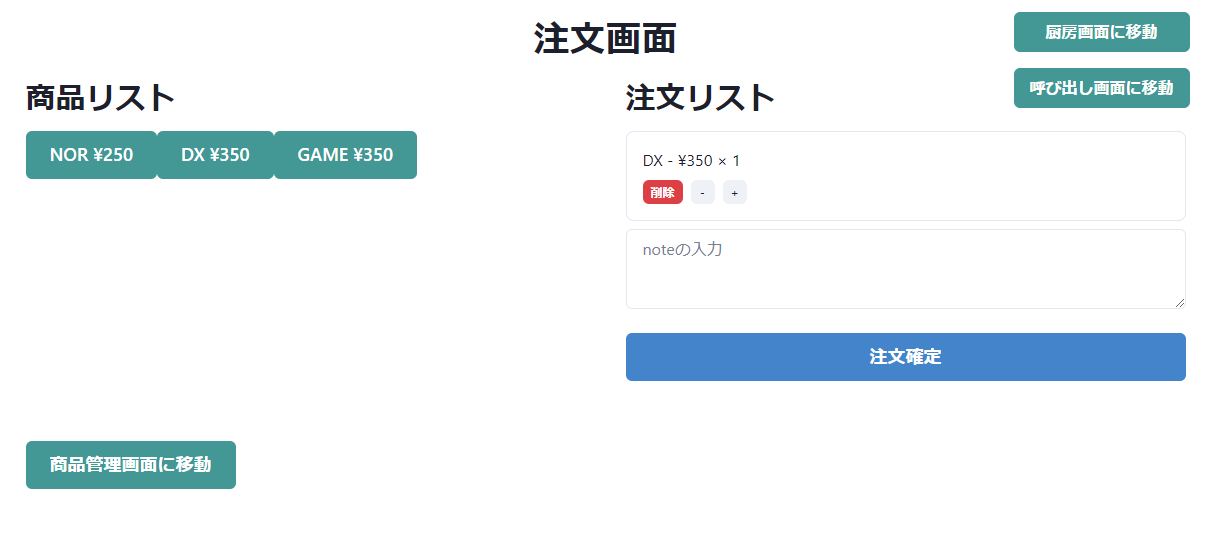 注文画面
厨房画面に移動
呼び出し画面に移動
商品リスト
NOR ¥250
DX ¥350
GAME ¥350
注文リスト
DX - ¥350 × 1
削除
-
+
noteの入力
注文確定
商品管理画面に移動